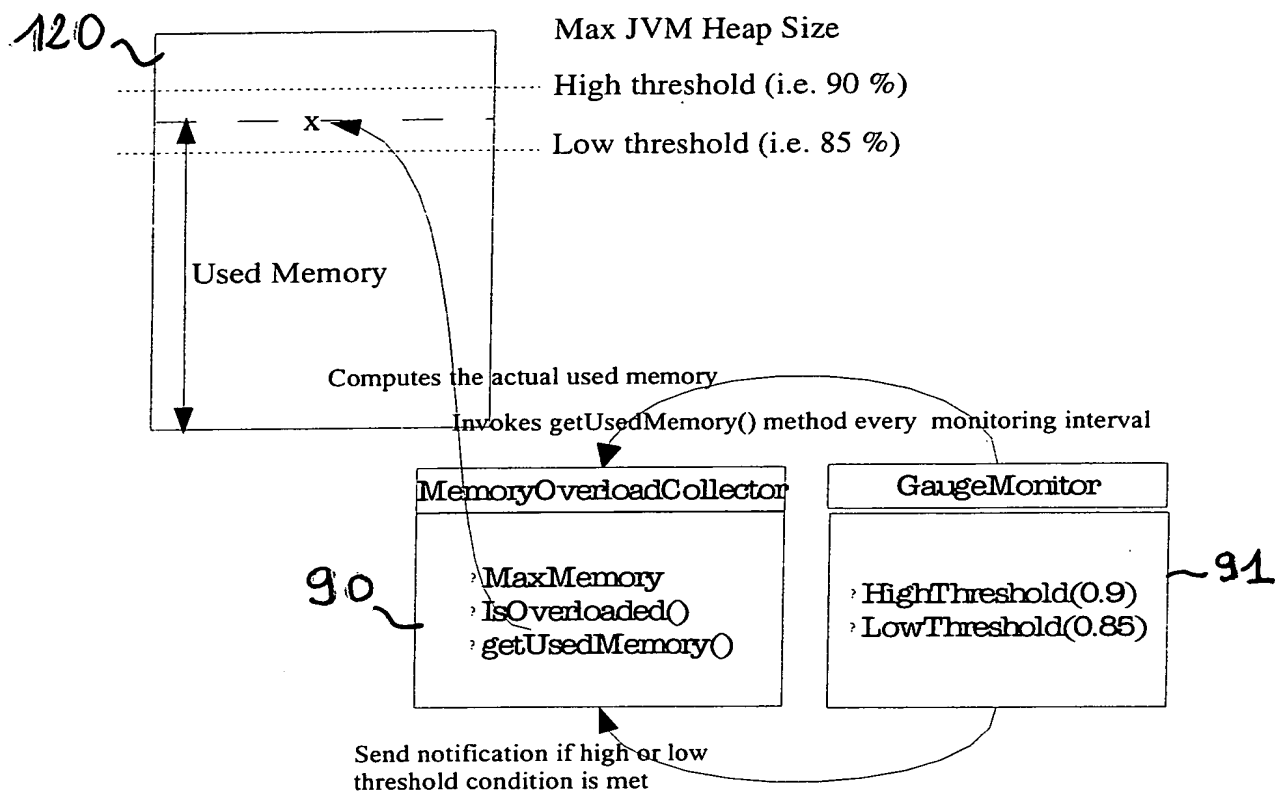 120
Max JVM Heap Size
High threshold (i.e. 90 %)
x
Low threshold (i.e. 85 %)
Used Memory
Computes the actual used memory
Invokes getUsedMemory() method every monitoring interval
MemoryOverloadCollector
GaugeMonitor
90
? MaxMemory
? IsOverloaded()
? getUsedMemory()
91
? HighThreshold(0.9)
? LowThreshold(0.85)
Send notification if high or low
threshold condition is met